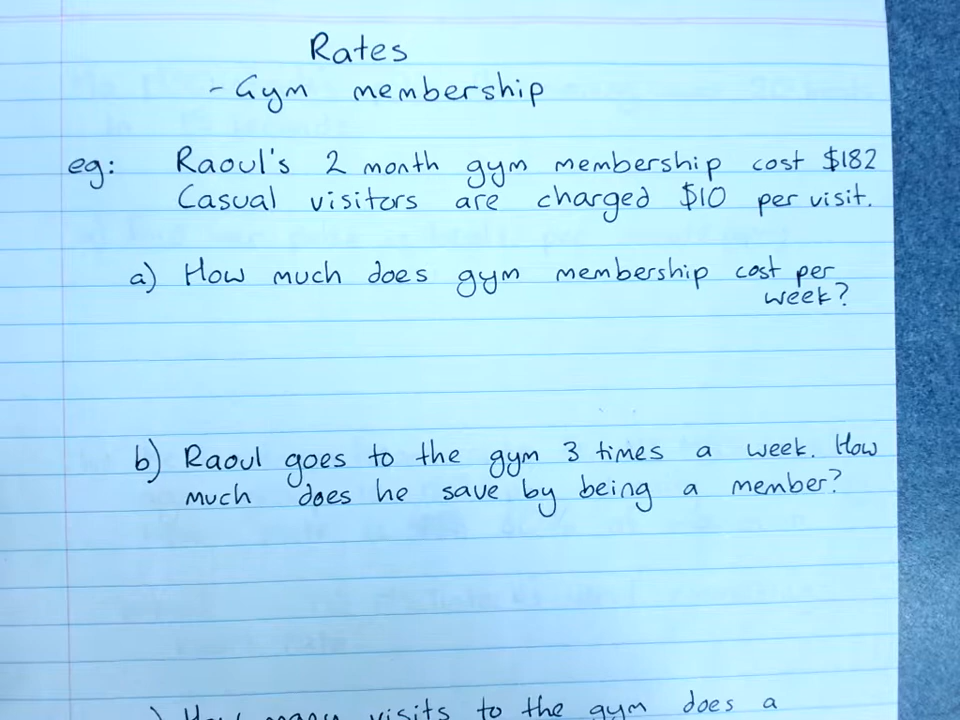 Rates
- Gym membership
eg: Raoul's 2 month gym membership cost $182
Casual visitors are charged $10 per visit.
a) How much does gym membership cost per
week?
b) Raoul goes to the gym 3 times a week. How
much does he save by being a member?
) How many visits to the gym does a